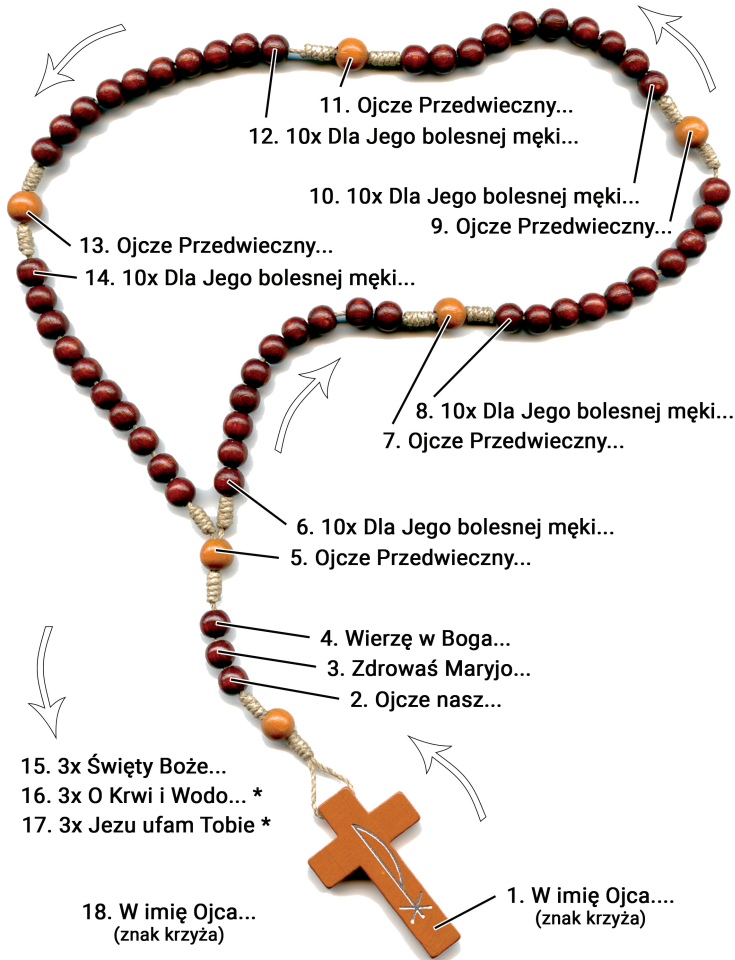 11. Ojcze Przedwieczny...
12. 10x Dla Jego bolesnej męki...
10. 10x Dla Jego bolesnej męki...
9. Ojcze Przedwieczny...
13. Ojcze Przedwieczny...
14. 10x Dla Jego bolesnej męki...
8. 10x Dla Jego bolesnej męki...
7. Ojcze Przedwieczny...
6. 10x Dla Jego bolesnej męki...
5. Ojcze Przedwieczny...
4. Wierzę w Boga...
3. Zdrowaś Maryjo...
2. Ojcze nasz...
15. 3x Święty Boże...
16. 3x O Krwi i Wodo... *
17. 3x Jezu ufam Tobie *
1. W imię Ojca....
(znak krzyża)
18. W imię Ojca...
(znak krzyża)